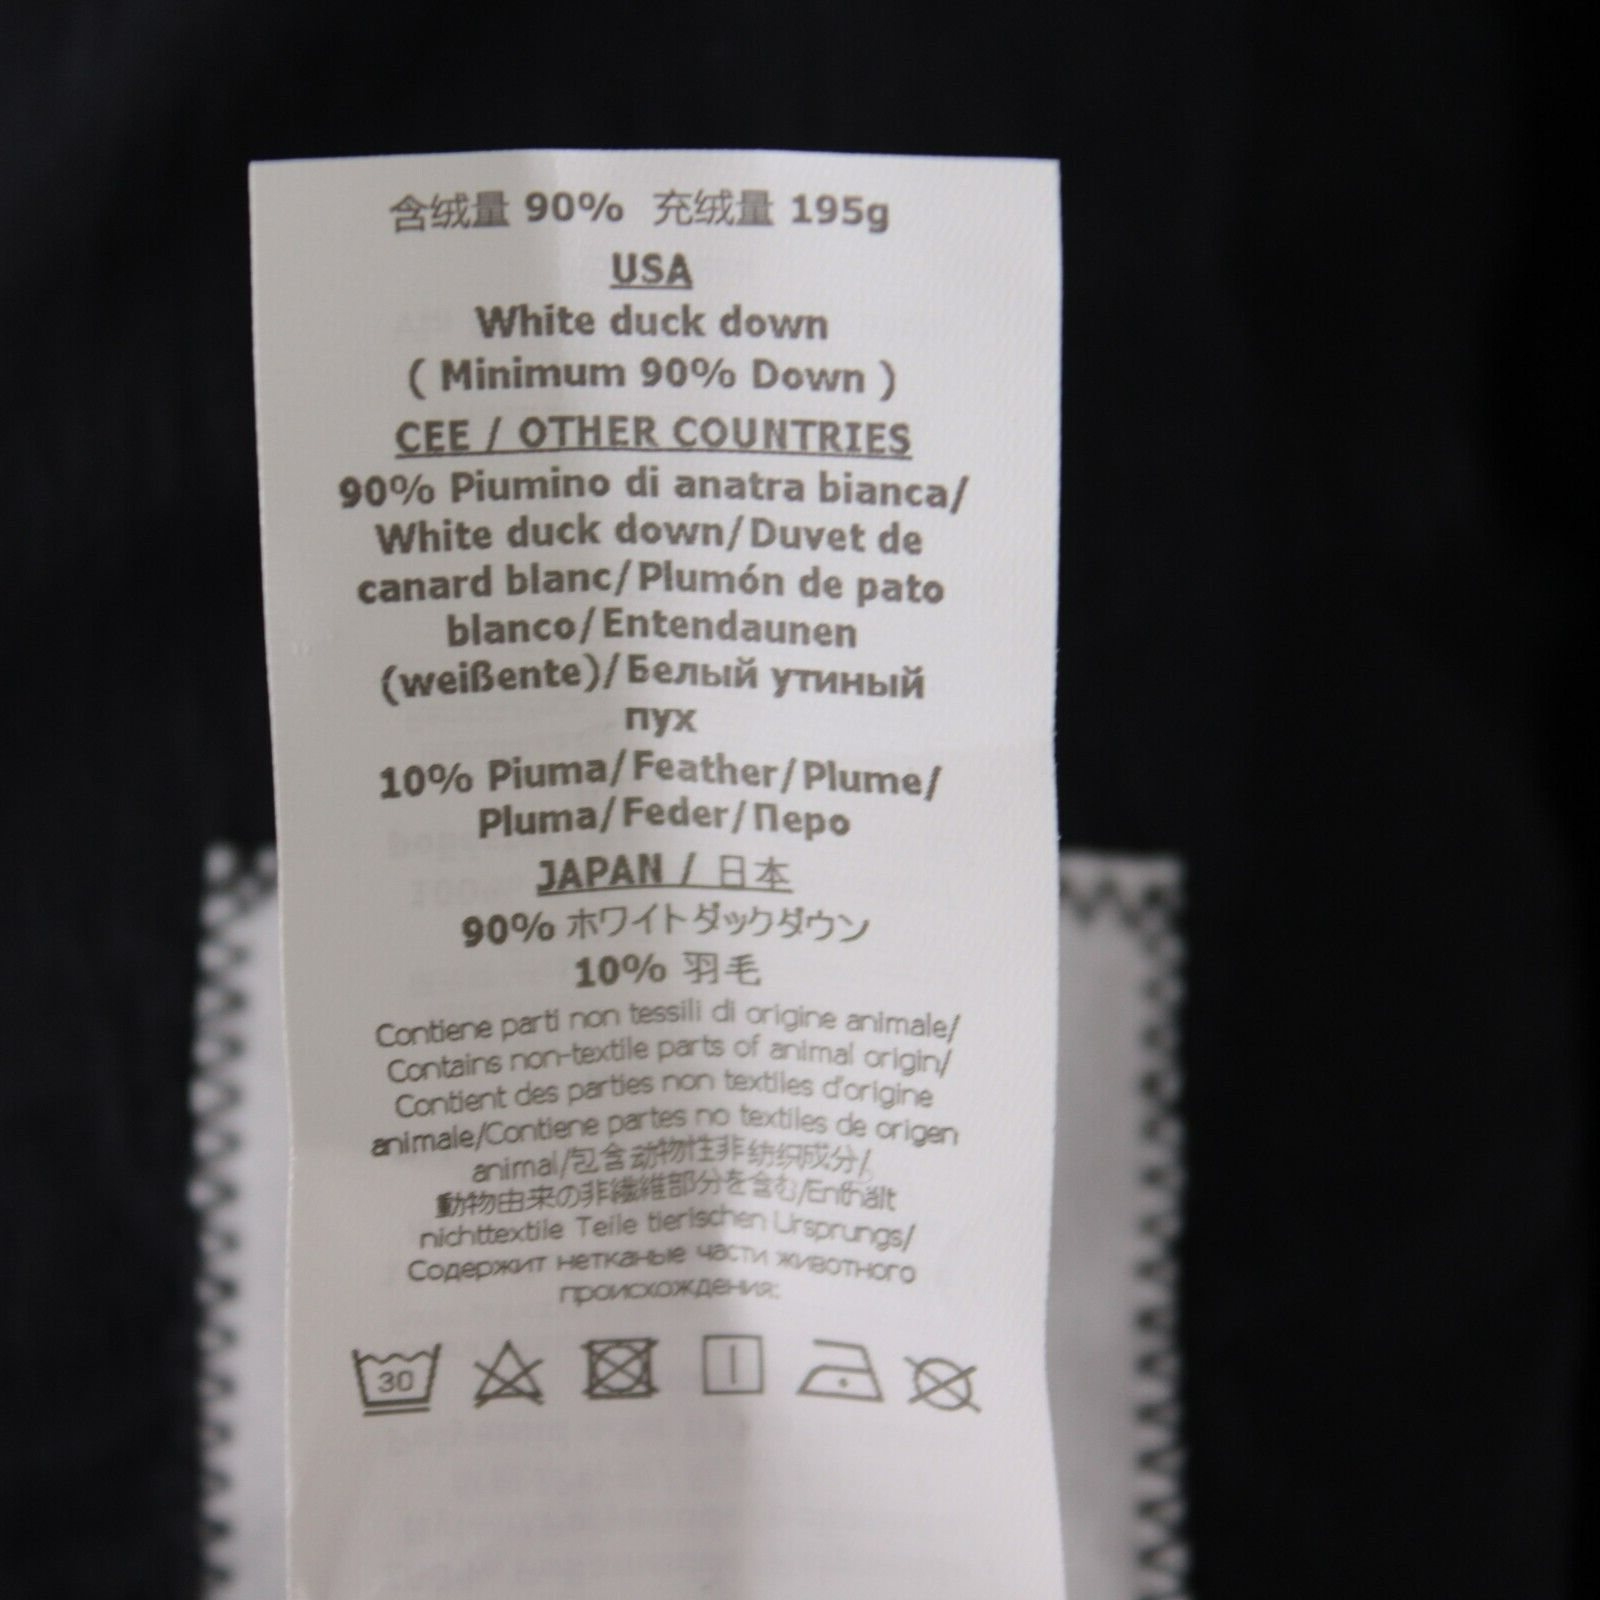 含绒量 90% 充绒量 195g
USA
White duck down
( Minimum 90% Down )
CEE / OTHER COUNTRIES
90% Piumino di anatra bianca/
White duck down/Duvet de
canard blanc/Plumón de pato
blanco/Entendaunen
(weißente)/Белый утиный
пух
10% Piuma/Feather/Plume/
Pluma/Feder/Перо
JAPAN / 日本
90% ホワイトダックダウン
10% 羽毛
Contiene parti non tessili di origine animale/
Contains non-textile parts of animal origin/
Contient des parties non textiles d'origine
animale/Contiene partes no textiles de origen
animal/包含动物性非纺织成分/
動物由来の非繊維部分を含む/Enthält
nichttextile Teile tierischen Ursprungs/
Содержит нетканые части животного
происхождения:
30